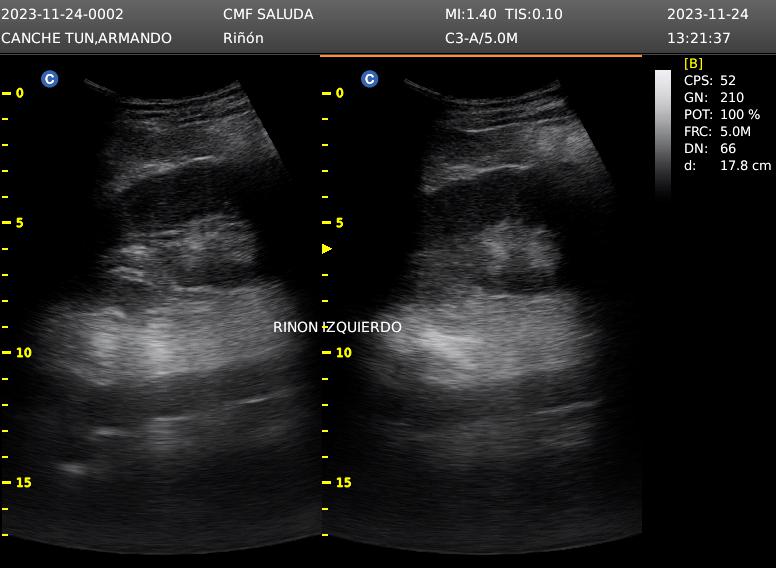 2023-11-24-0002 CMF SALUDA MI:1.40 TIS:0.10 2023-11-24
CANCHE TUN,ARMANDO Riñón C3-A/5.0M 13:21:37
[B]
CPS: 52
GN: 210
POT: 100 %
FRC: 5.0M
DN: 66
d: 17.8 cm
C C
0 0
5 5
RINON IZQUIERDO
10 10
15 15